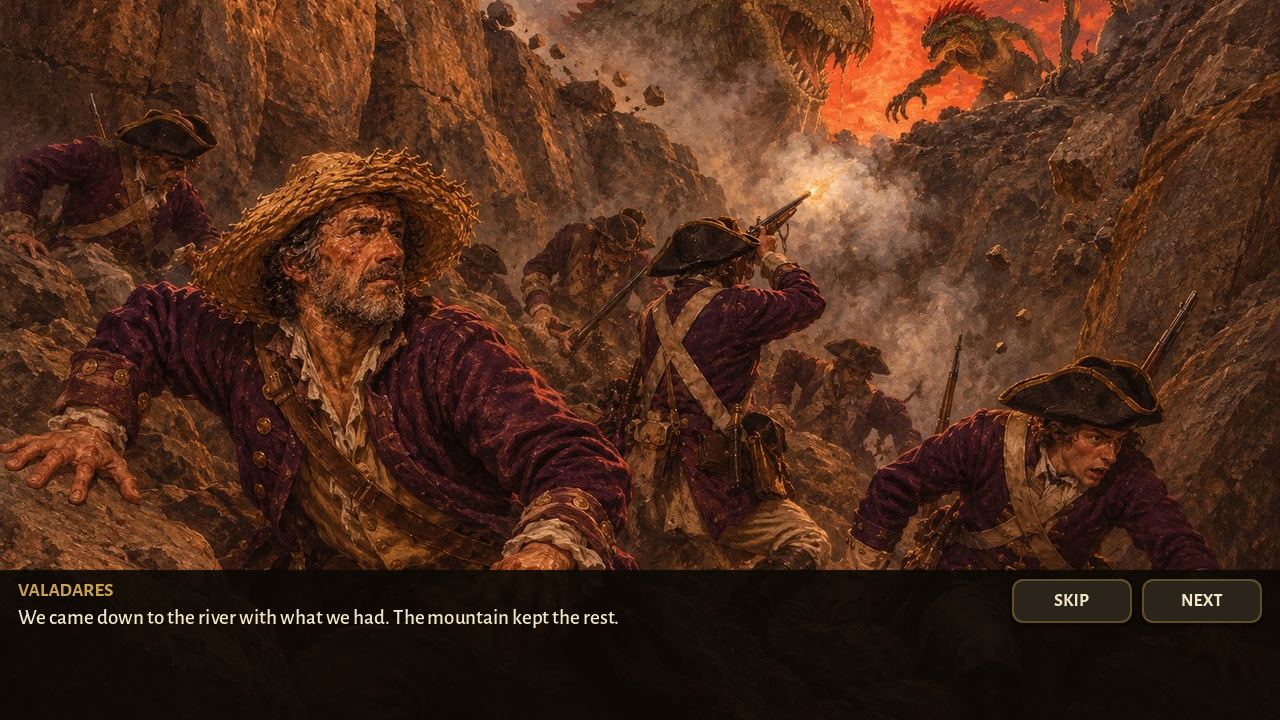 VALADARES
We came down to the river with what we had. The mountain kept the rest.
SKIP
NEXT